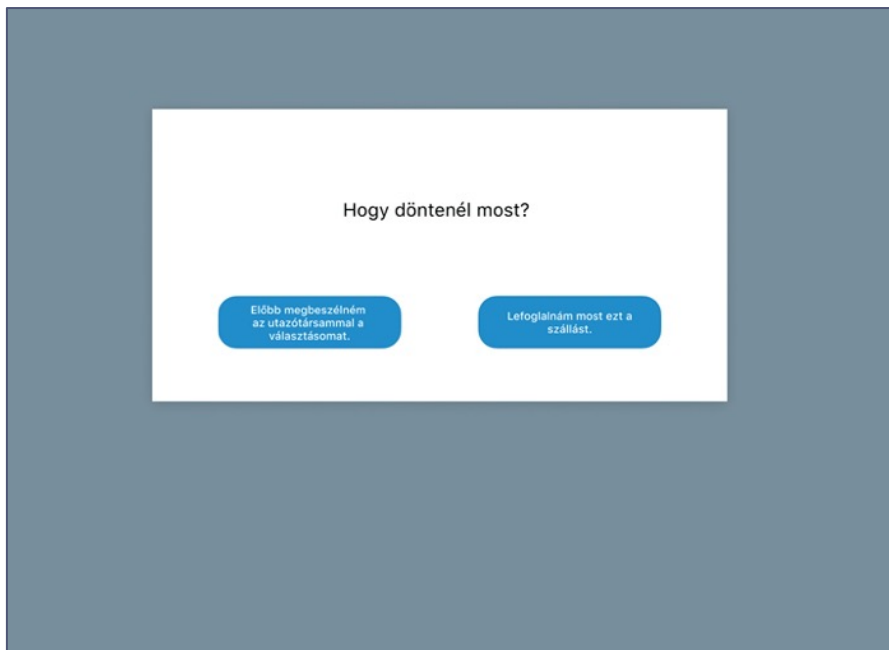 Hogy döntenél most?
Előbb megbeszélném
az utazótársammal a
választásomat.
Lefoglalnám most ezt a
szállást.